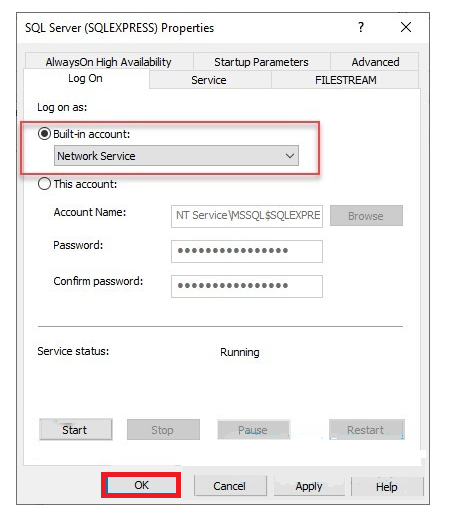 SQL Server (SQLEXPRESS) Properties ? X
AlwaysOn High Availability Startup Parameters Advanced
Log On Service FILESTREAM
Log on as:
Built-in account:
Network Service
This account:
Account Name: NT Service\MSSQL$SQLEXPRE Browse
Password: ••••••••••••••••
Confirm password: ••••••••••••••••
Service status: Running
Start Stop Pause Restart
OK Cancel Apply Help